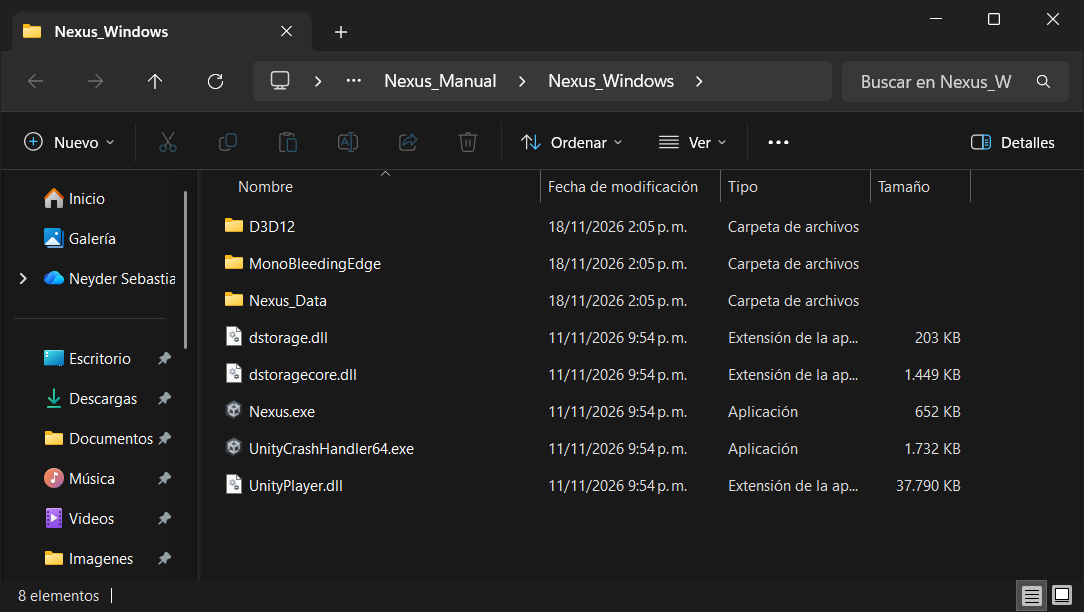 Nexus_Windows
Nexus_Manual Nexus_Windows Buscar en Nexus_W
Nuevo Ordenar Ver Detalles
Nombre Fecha de modificación Tipo Tamaño
Inicio
Galería
Neyder Sebastia
Escritorio
Descargas
Documentos
Música
Videos
Imagenes
D3D12 18/11/2026 2:05 p. m. Carpeta de archivos
MonoBleedingEdge 18/11/2026 2:05 p. m. Carpeta de archivos
Nexus_Data 18/11/2026 2:05 p. m. Carpeta de archivos
dstorage.dll 11/11/2026 9:54 p. m. Extensión de la ap... 203 KB
dstoragecore.dll 11/11/2026 9:54 p. m. Extensión de la ap... 1.449 KB
Nexus.exe 11/11/2026 9:54 p. m. Aplicación 652 KB
UnityCrashHandler64.exe 11/11/2026 9:54 p. m. Aplicación 1.732 KB
UnityPlayer.dll 11/11/2026 9:54 p. m. Extensión de la ap... 37.790 KB
8 elementos